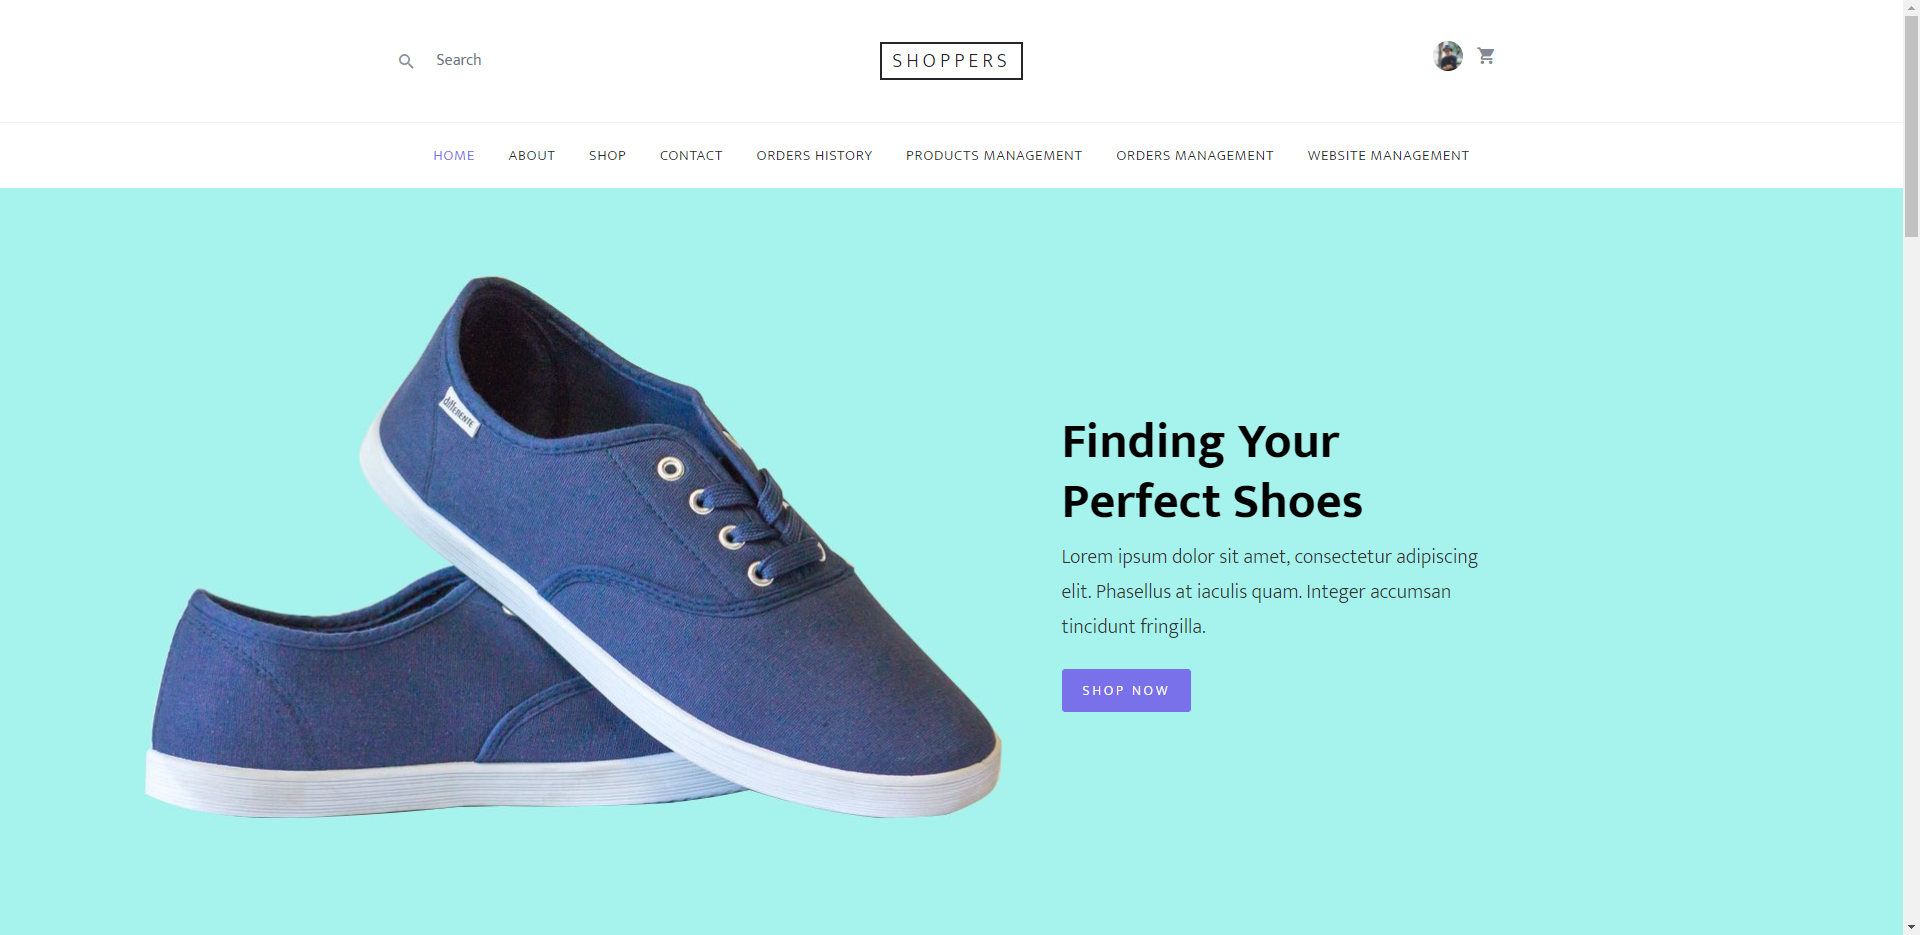 Search
SHOPPERS
HOME ABOUT SHOP CONTACT ORDERS HISTORY PRODUCTS MANAGEMENT ORDERS MANAGEMENT WEBSITE MANAGEMENT
diffERENTE
Finding Your
Perfect Shoes
Lorem ipsum dolor sit amet, consectetur adipiscing
elit. Phasellus at iaculis quam. Integer accumsan
tincidunt fringilla.
SHOP NOW